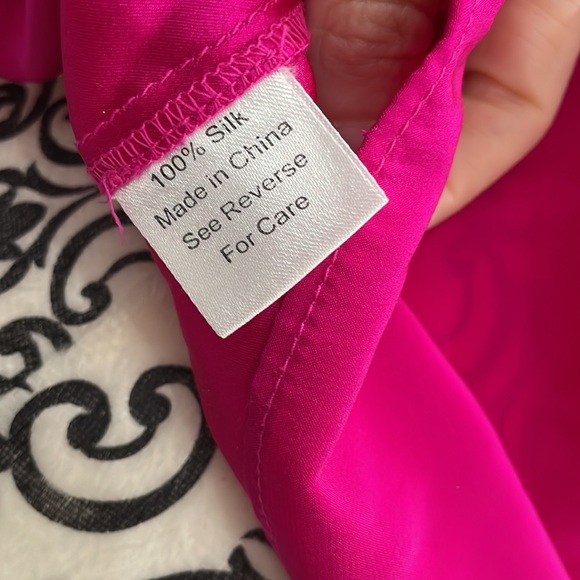 100% Silk
Made in China
See Reverse
For Care